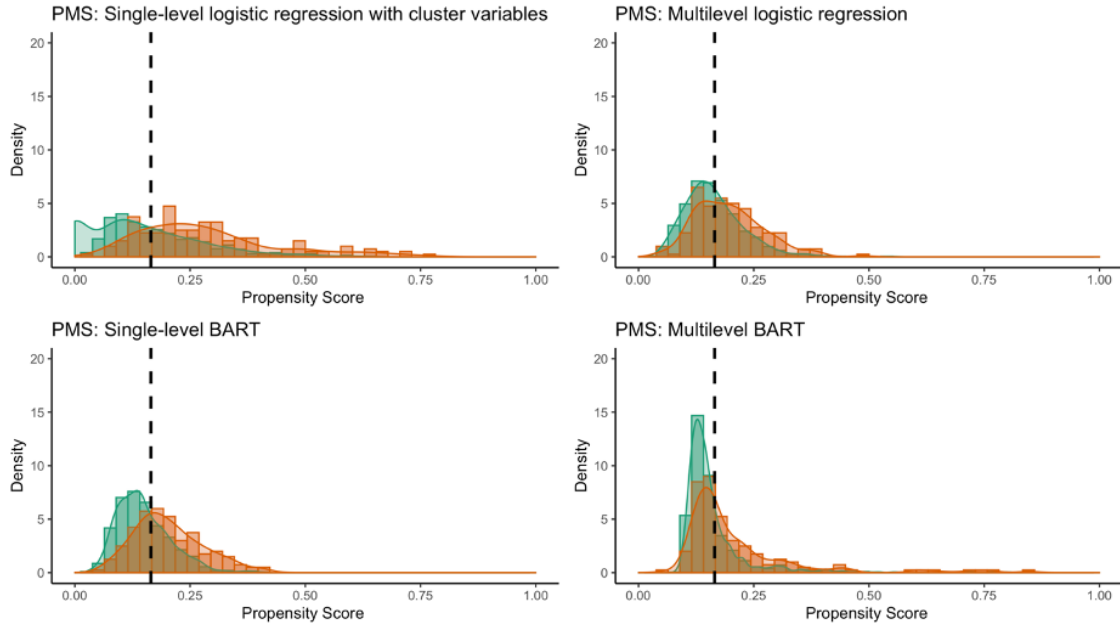 PMS: Single-level logistic regression with cluster variables
20
15
10
5
0
Density
0.00 0.25 0.50 0.75 1.00
Propensity Score
PMS: Multilevel logistic regression
20
15
10
5
0
Density
0.00 0.25 0.50 0.75 1.00
Propensity Score
PMS: Single-level BART
20
15
10
5
0
Density
0.00 0.25 0.50 0.75 1.00
Propensity Score
PMS: Multilevel BART
20
15
10
5
0
Density
0.00 0.25 0.50 0.75 1.00
Propensity Score